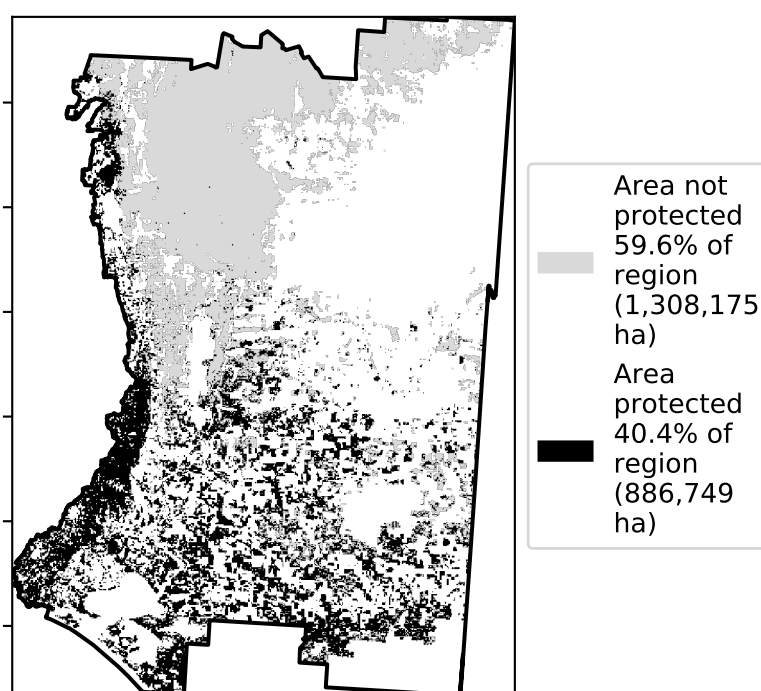 Area not
protected
59.6% of
region
(1,308,175
ha)
Area
protected
40.4% of
region
(886,749
ha)